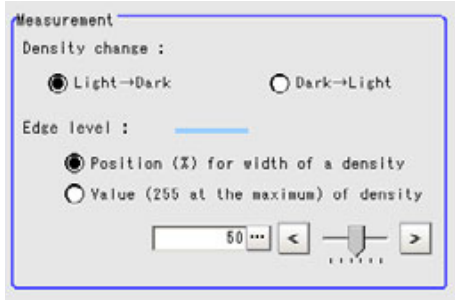 Measurement
Density change :
Light→Dark Dark→Light
Edge level :
Position (%) for width of a density
Value (255 at the maximum) of density
50 ... < >